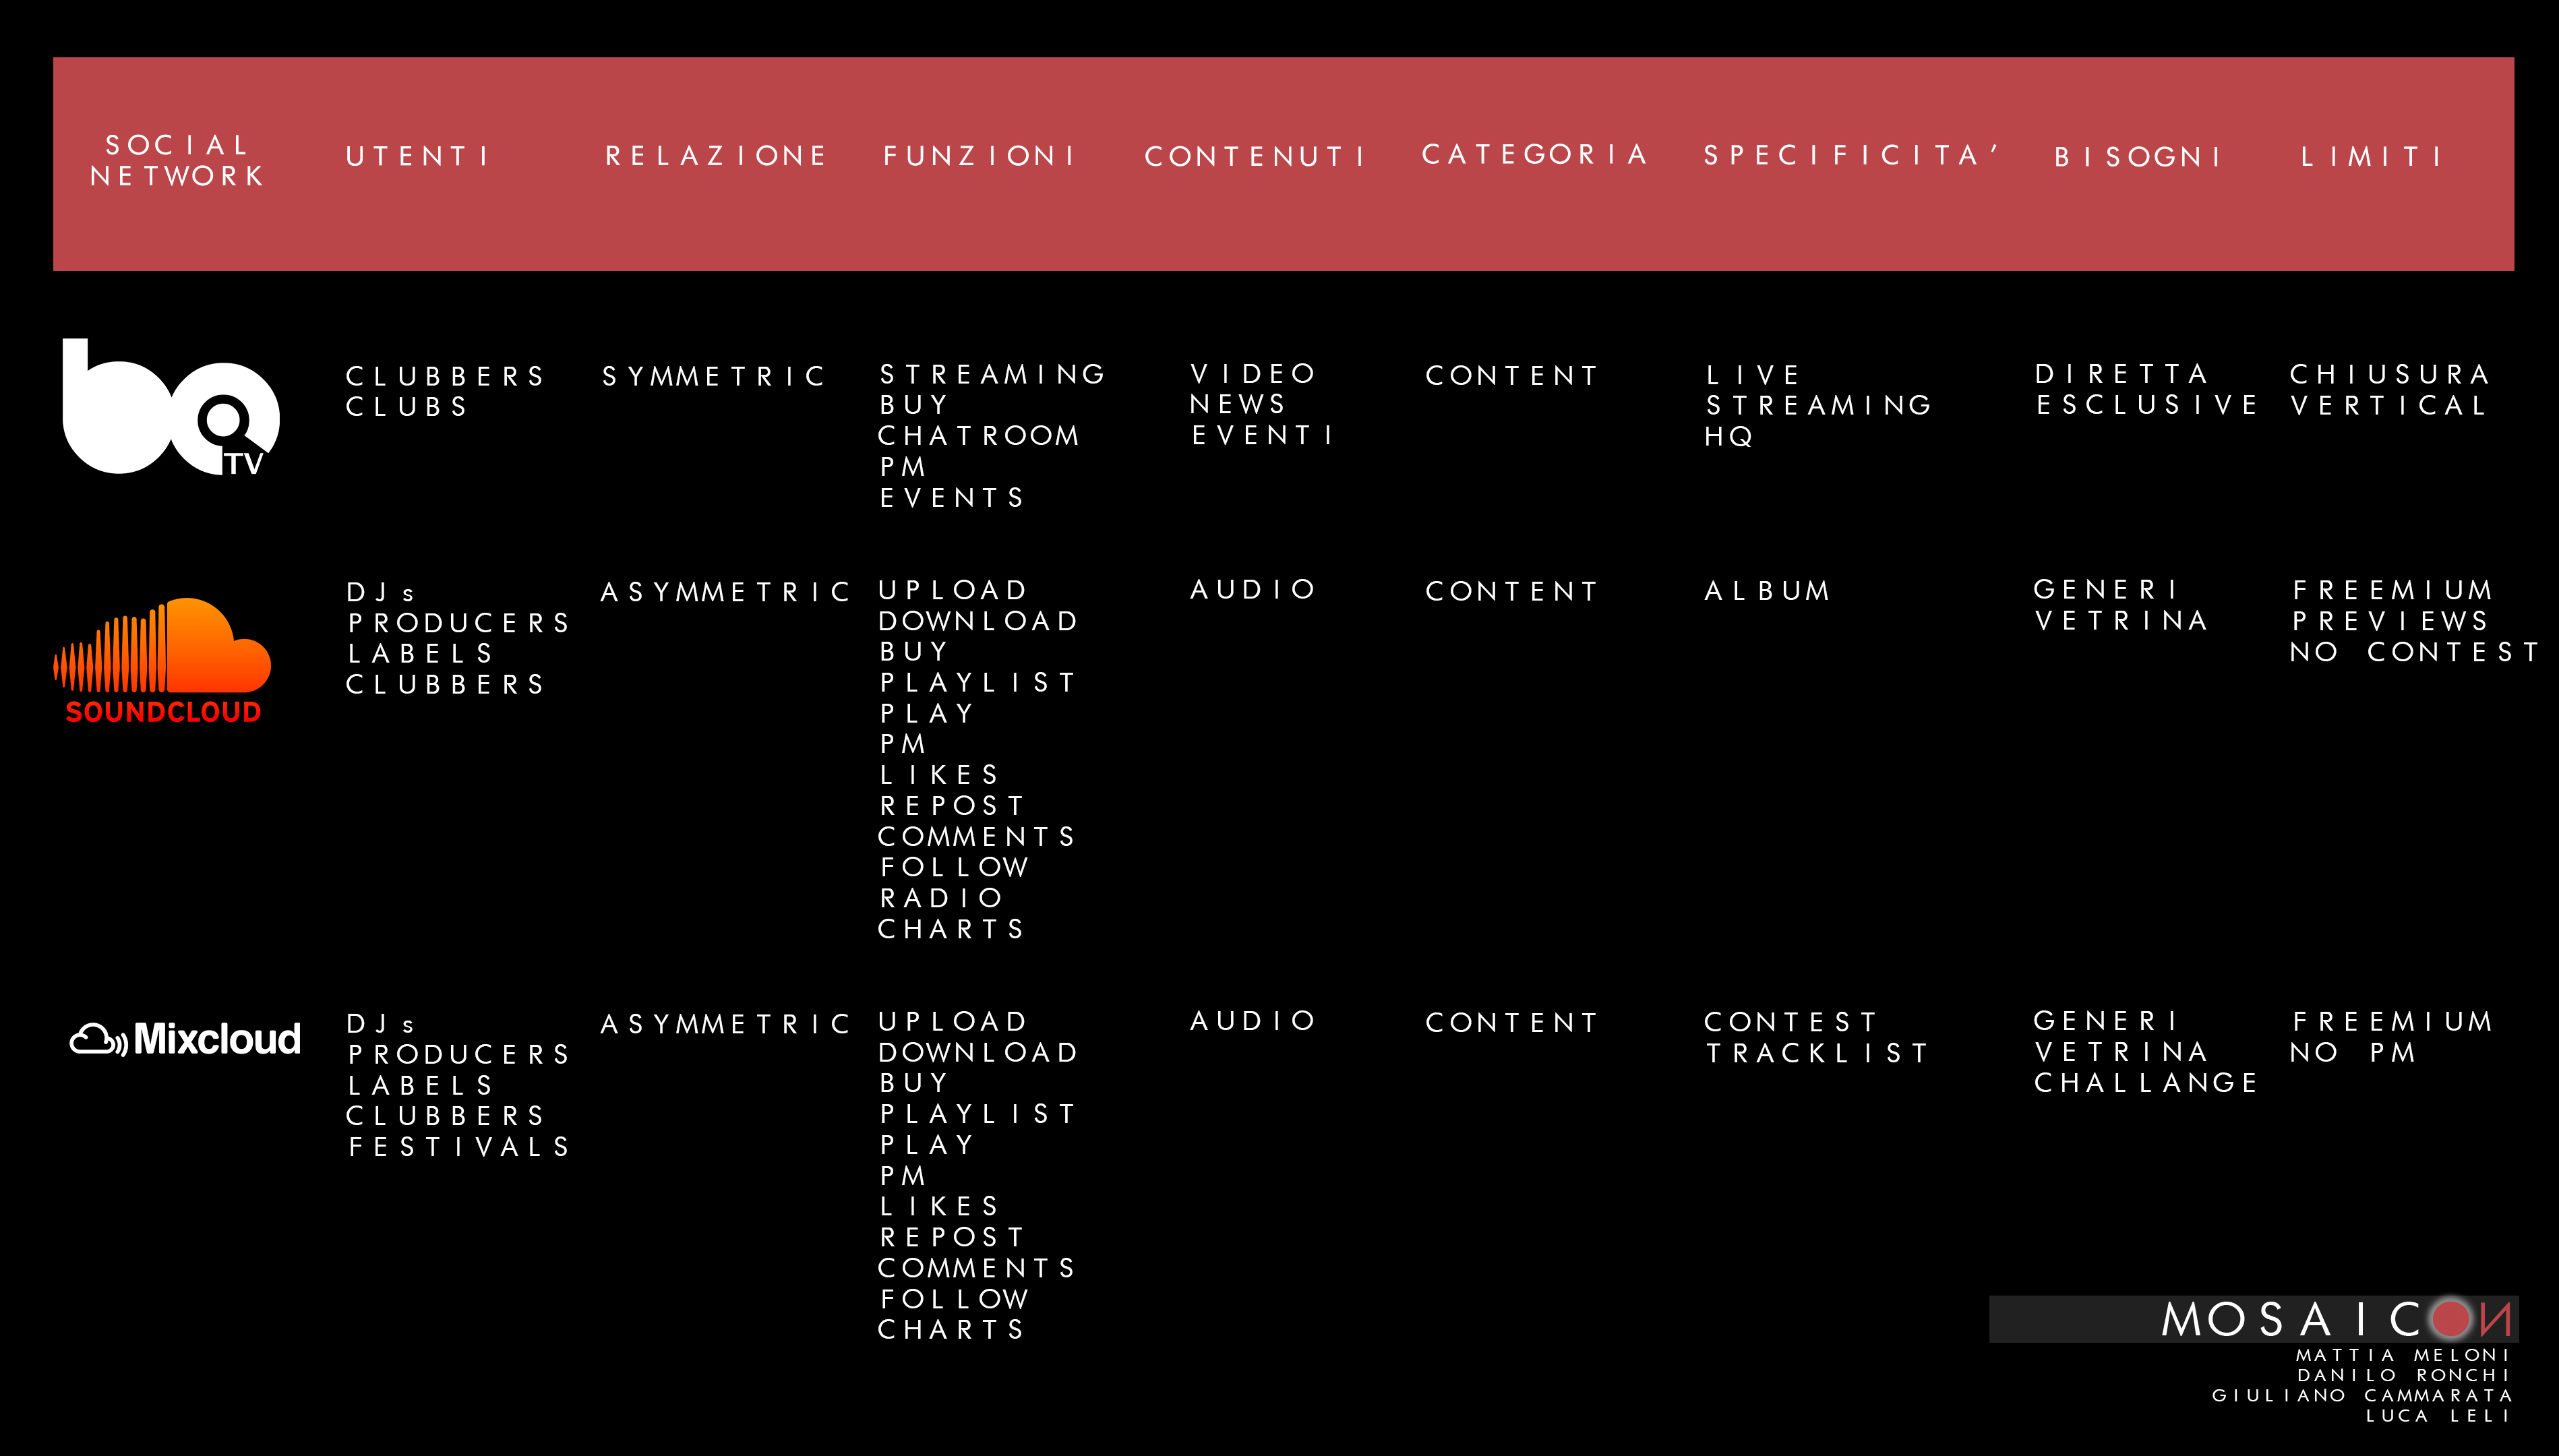 SOCIAL
NETWORK
UTENTI
RELAZIONE
FUNZIONI
CONTENUTI
CATEGORIA
SPECIFICITA’
BISOGNI
LIMITI
bq
TV
CLUBBERS
CLUBS
SYMMETRIC
STREAMING
BUY
CHATROOM
PM
EVENTS
VIDEO
NEWS
EVENTI
CONTENT
LIVE
STREAMING
HQ
DIRETTA
ESCLUSIVE
CHIUSURA
VERTICAL
SOUNDCLOUD
DJs
PRODUCERS
LABELS
CLUBBERS
ASYMMETRIC
UPLOAD
DOWNLOAD
BUY
PLAYLIST
PLAY
PM
LIKES
REPOST
COMMENTS
FOLLOW
RADIO
CHARTS
AUDIO
CONTENT
ALBUM
GENERI
VETRINA
FREEMIUM
PREVIEWS
NO CONTEST
Mixcloud
DJs
PRODUCERS
LABELS
CLUBBERS
FESTIVALS
ASYMMETRIC
UPLOAD
DOWNLOAD
BUY
PLAYLIST
PLAY
PM
LIKES
REPOST
COMMENTS
FOLLOW
CHARTS
AUDIO
CONTENT
CONTEST
TRACKLIST
GENERI
VETRINA
CHALLANGE
FREEMIUM
NO PM
MOSAICON
MATTIA MELONI
DANILO RONCHI
GIULIANO CAMMARATA
LUCA LELI